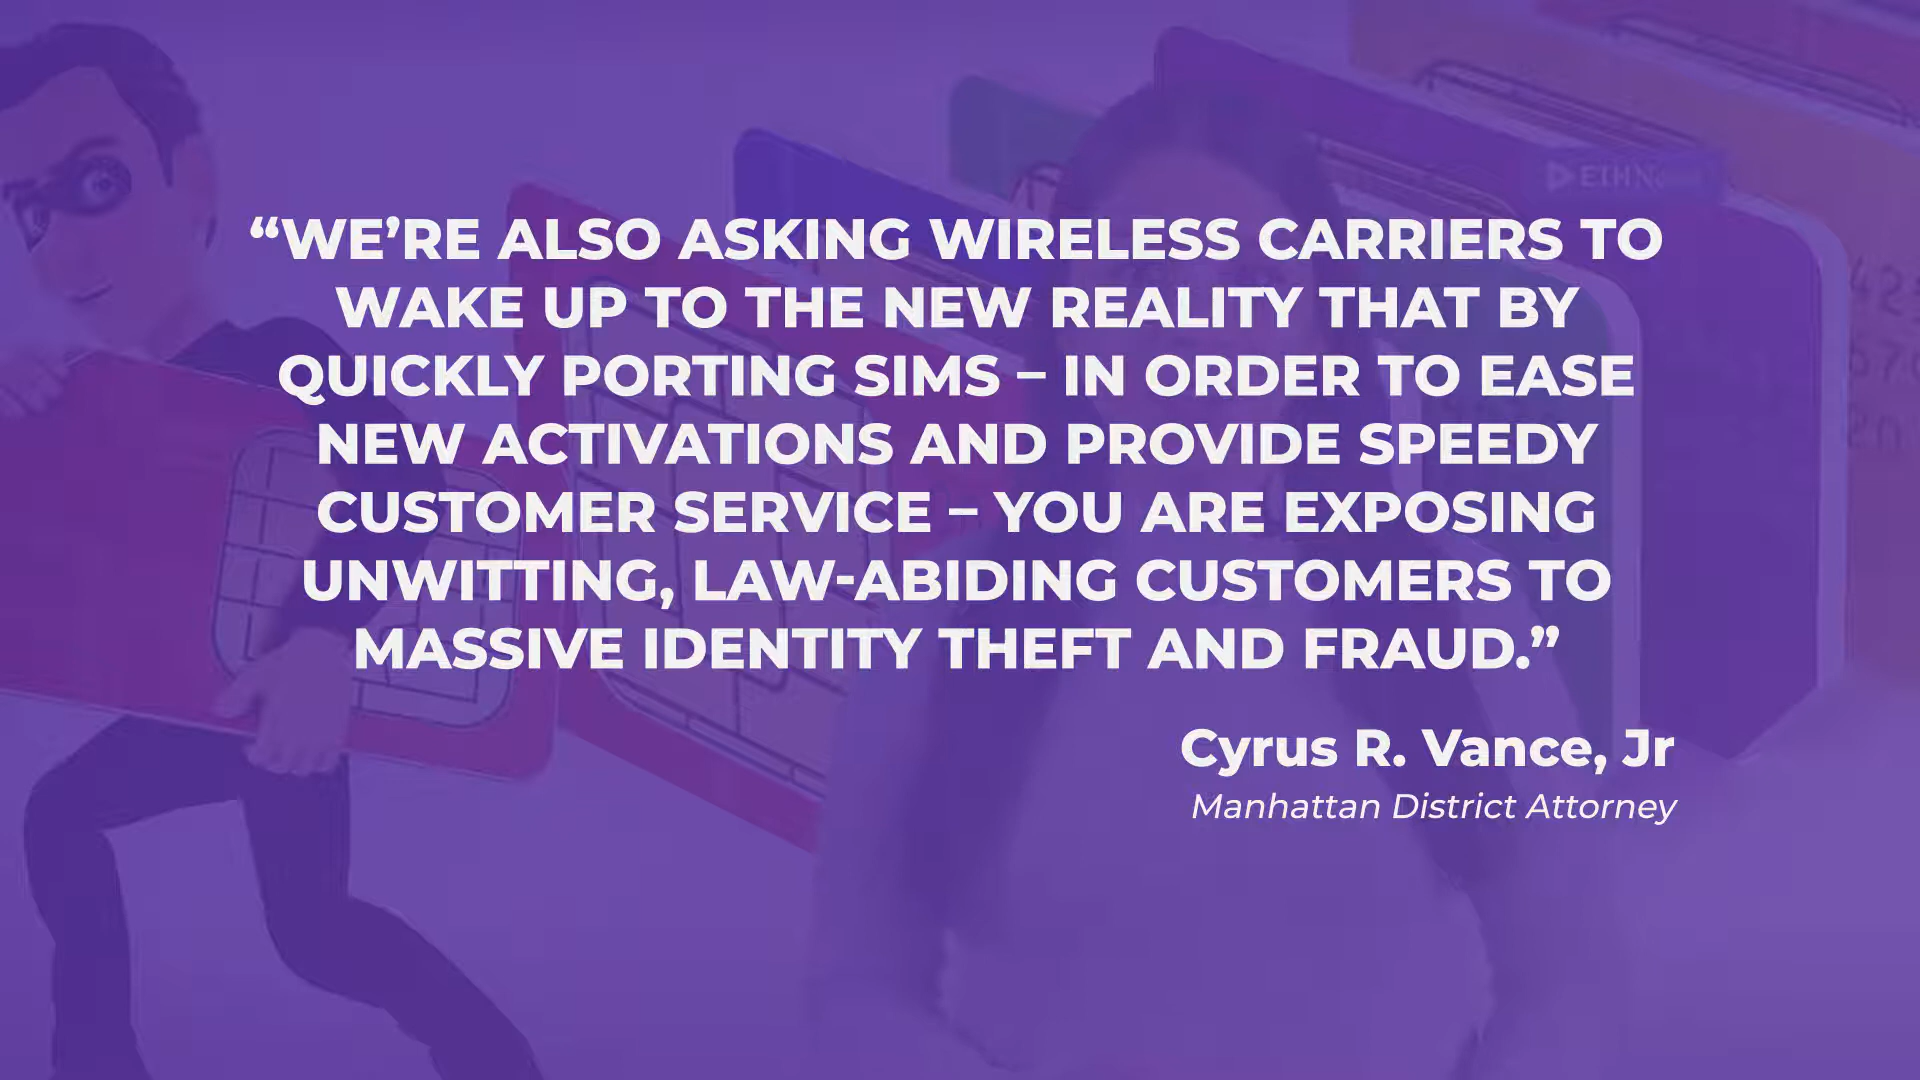 “WE’RE ALSO ASKING WIRELESS CARRIERS TO
WAKE UP TO THE NEW REALITY THAT BY
QUICKLY PORTING SIMS – IN ORDER TO EASE
NEW ACTIVATIONS AND PROVIDE SPEEDY
CUSTOMER SERVICE – YOU ARE EXPOSING
UNWITTING, LAW-ABIDING CUSTOMERS TO
MASSIVE IDENTITY THEFT AND FRAUD.”
Cyrus R. Vance, Jr
Manhattan District Attorney